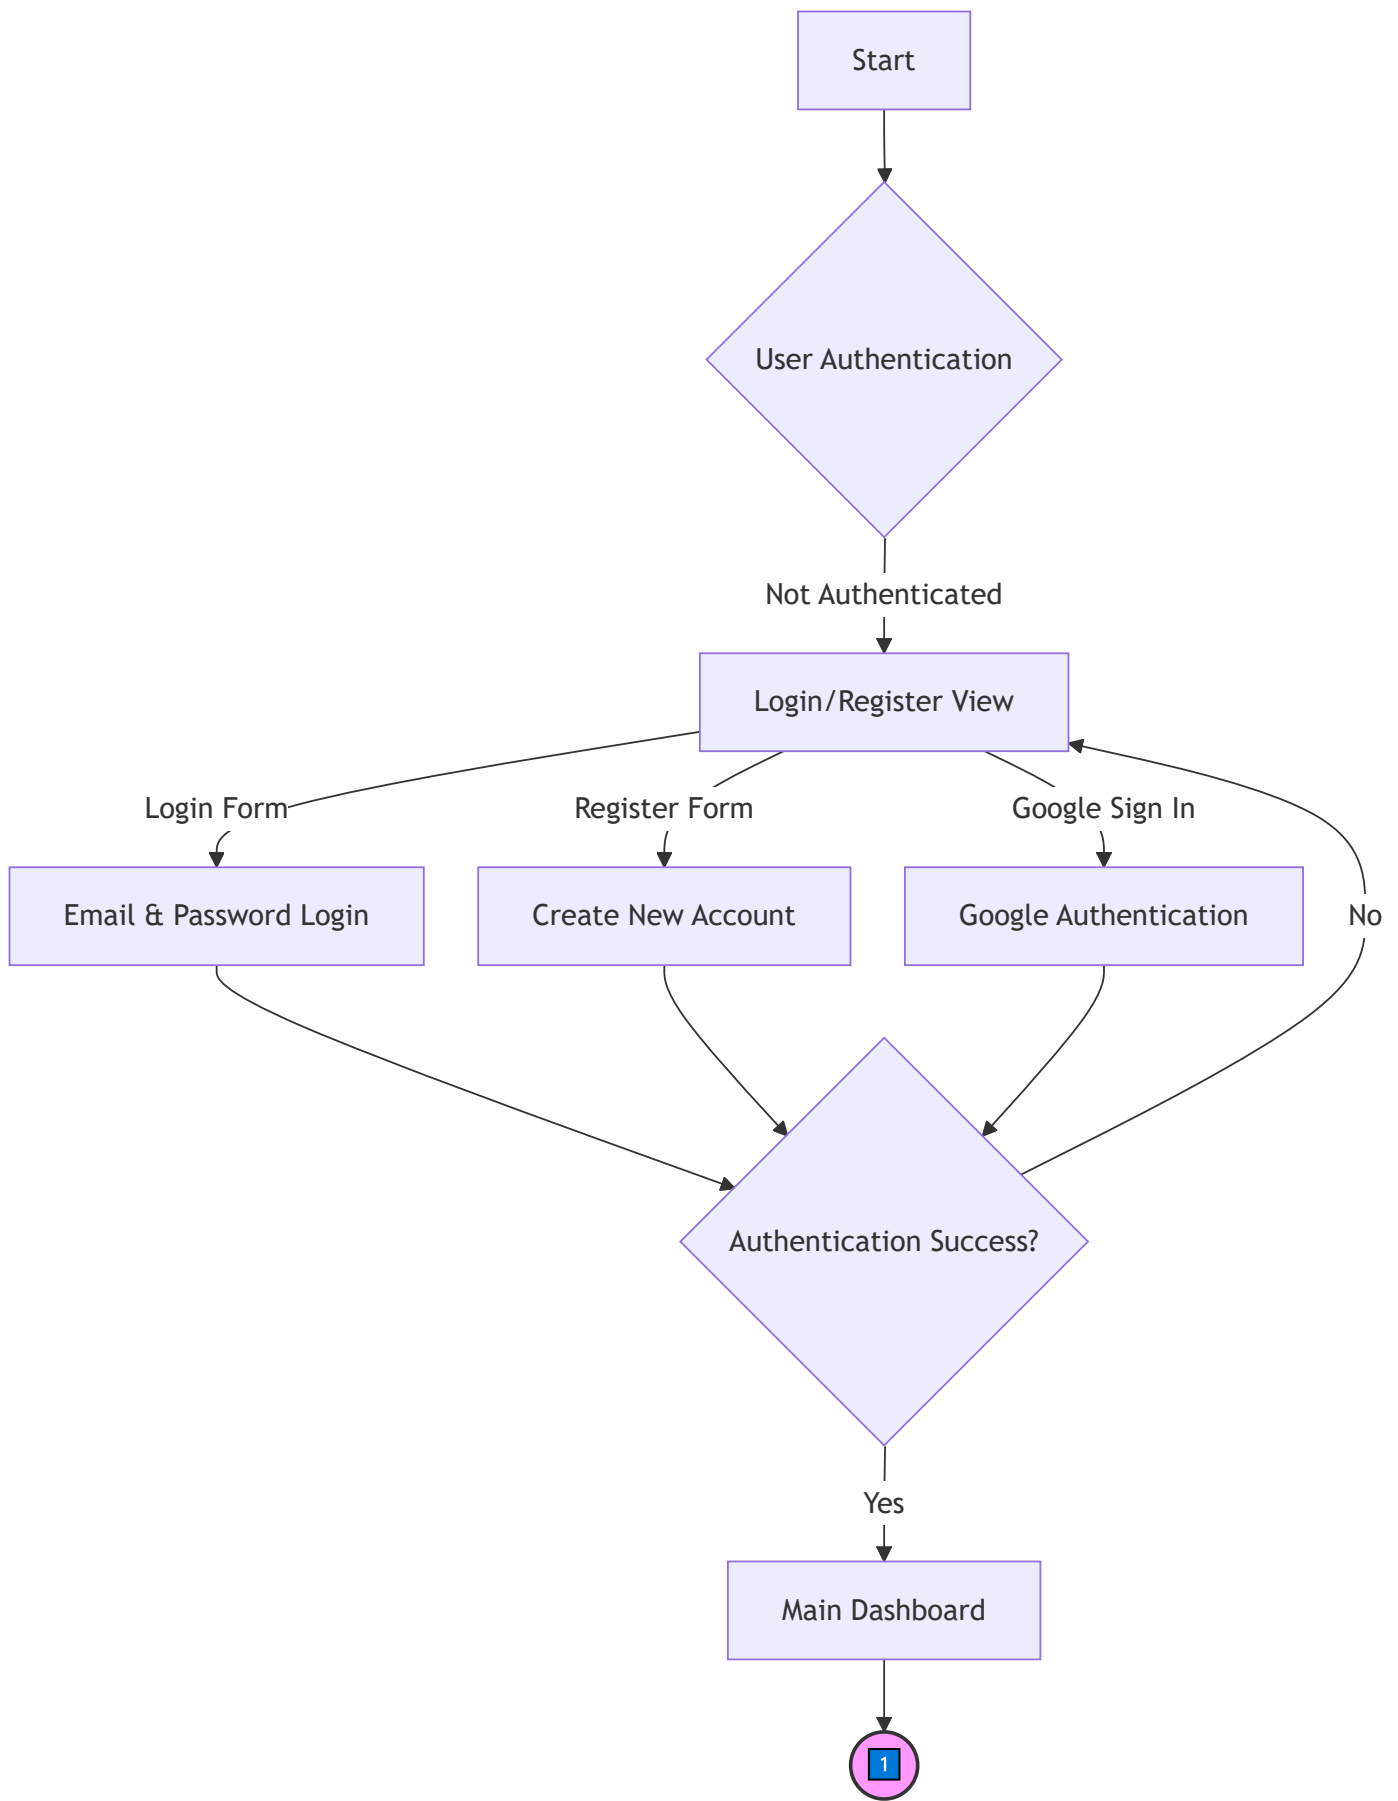 Start
User Authentication
Not Authenticated
Login/Register View
Login Form
Register Form
Google Sign In
Email & Password Login
Create New Account
Google Authentication
No
Authentication Success?
Yes
Main Dashboard
1